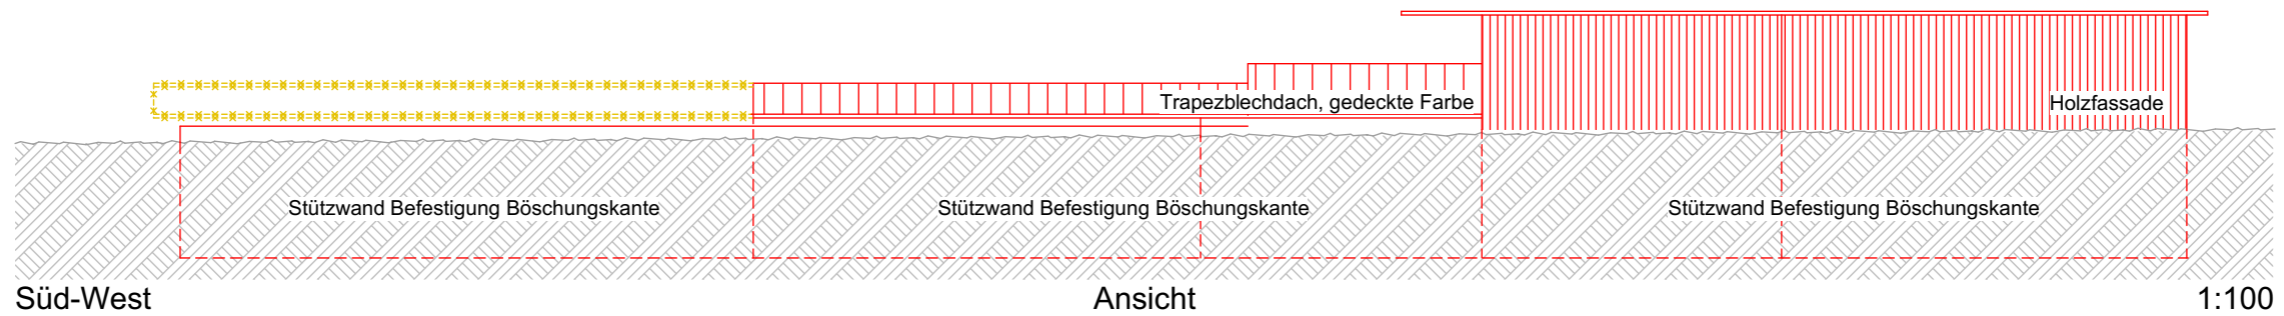 Trapezblechdach, gedeckte Farbe
Holzfassade
Stützwand Befestigung Böschungskante
Stützwand Befestigung Böschungskante
Stützwand Befestigung Böschungskante
Süd-West
Ansicht
1:100